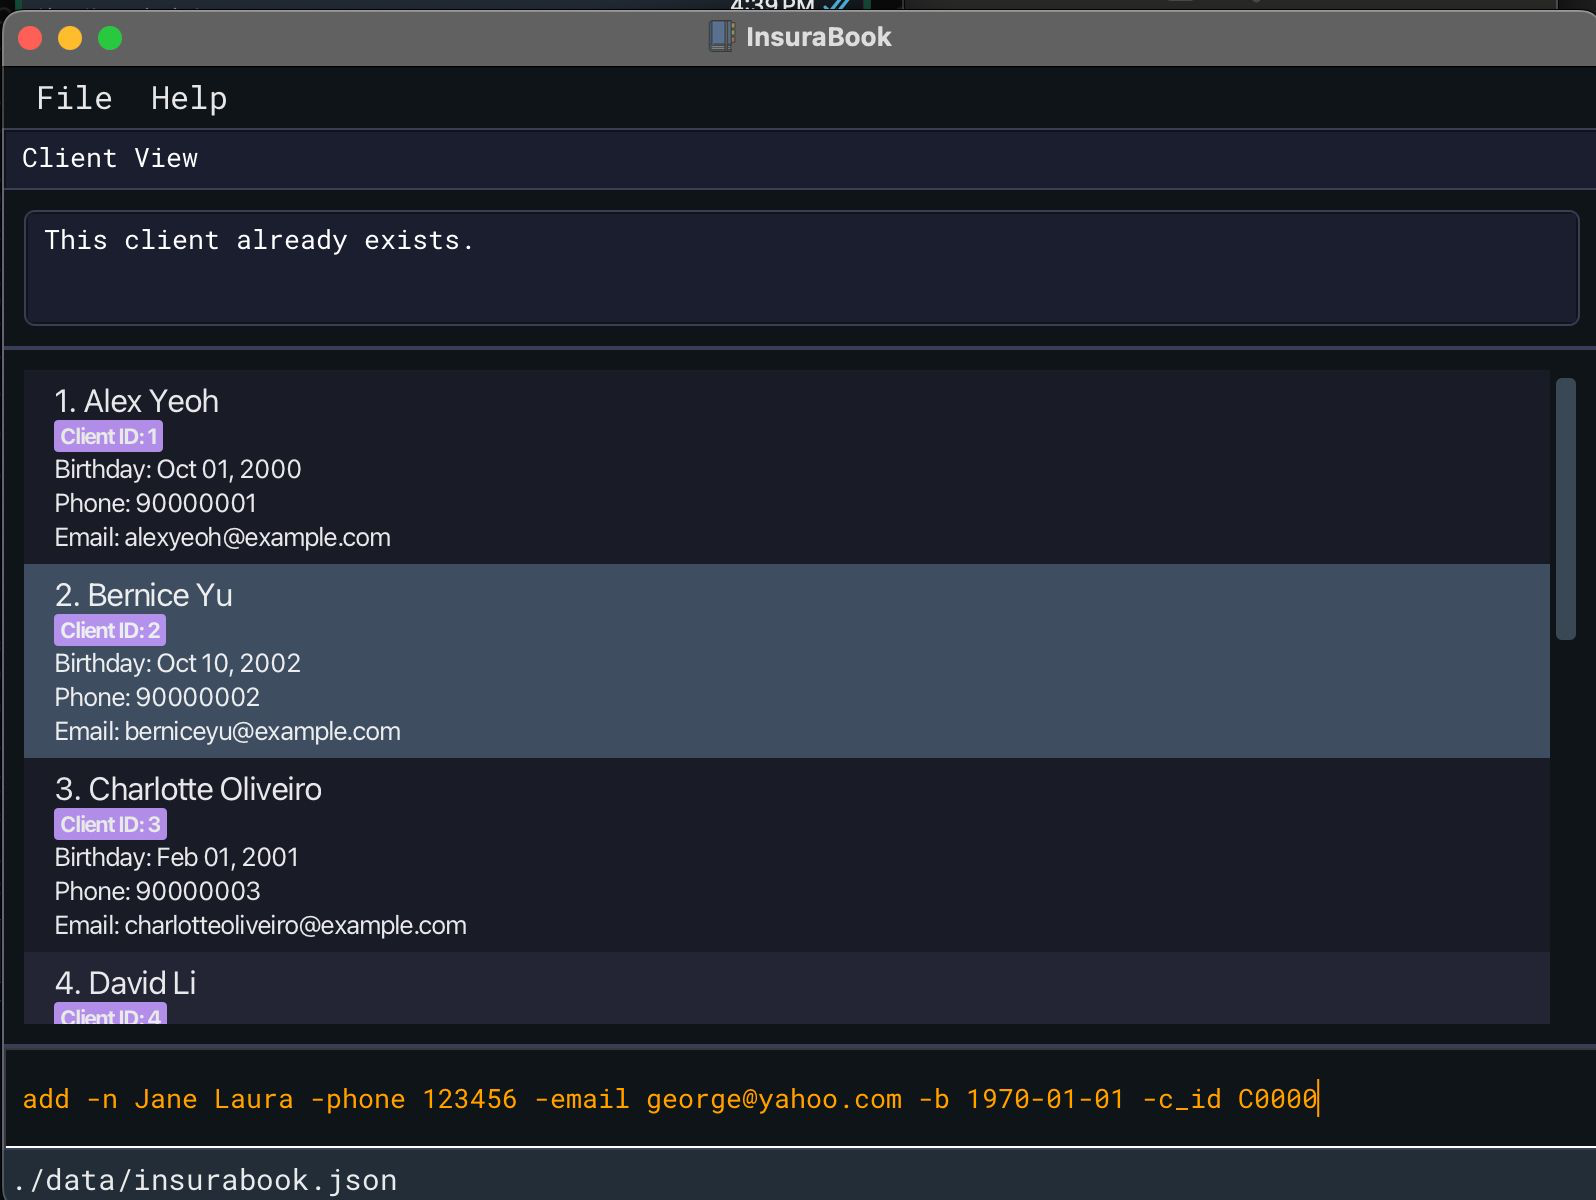 4:39 PM
InsuraBook
File Help
Client View
This client already exists.
1. Alex Yeoh
Client ID: 1
Birthday: Oct 01, 2000
Phone: 90000001
Email: alexyeoh@example.com
2. Bernice Yu
Client ID: 2
Birthday: Oct 10, 2002
Phone: 90000002
Email: berniceyu@example.com
3. Charlotte Oliveiro
Client ID: 3
Birthday: Feb 01, 2001
Phone: 90000003
Email: charlotteoliveiro@example.com
4. David Li
Client ID: 4
add -n Jane Laura -phone 123456 -email george@yahoo.com -b 1970-01-01 -c_id C0000
./data/insurabook.json